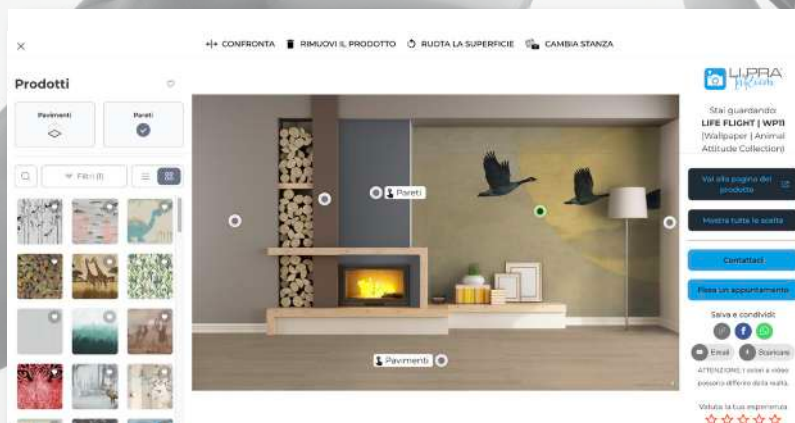 CONFRONTA
RIMUOVI IL PRODOTTO
RUOTA LA SUPERFICIE
CAMBIA STANZA
Prodotti
Pavimenti
Pareti
Filtri (1)
Pareti
Pavimenti
LIPRA
Stai guardando:
LIFE FLIGHT | WP11
(Wallpaper | Animal
Attitude Collection)
Vai alla pagina del
prodotto
Mostra tutte le scelte
Contattaci
Fissa un appuntamento
Salva e condividi:
Email
Scaricare
ATTENZIONE: I colori a video
possono differire dalla realtà.
Valuta la tua esperienza